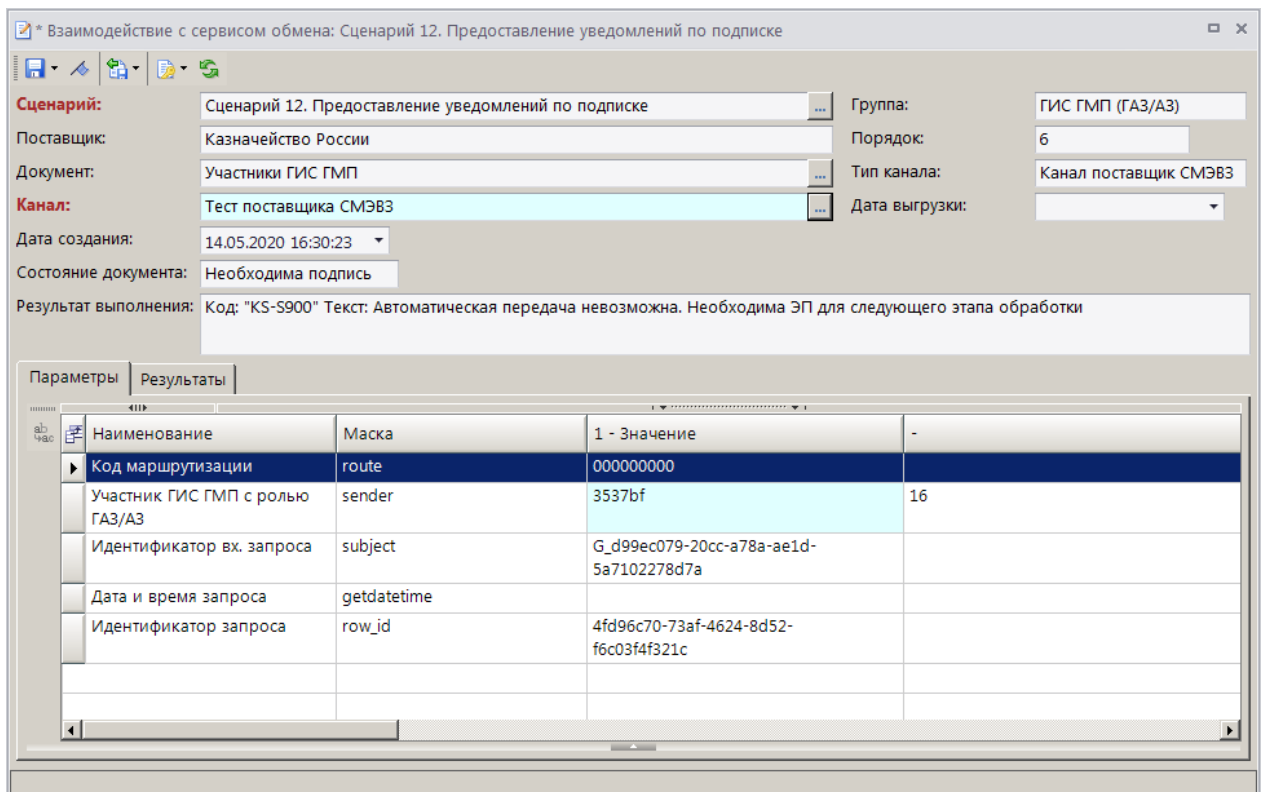 * Взаимодействие с сервисом обмена: Сценарий 12. Предоставление уведомлений по подписке
Сценарий: Сценарий 12. Предоставление уведомлений по подписке ... Группа: ГИС ГМП (ГАЗ/АЗ)
Поставщик: Казначейство России Порядок: 6
Документ: Участники ГИС ГМП ... Тип канала: Канал поставщик СМЭВ3
Канал: Тест поставщика СМЭВ3 ... Дата выгрузки:
Дата создания: 14.05.2020 16:30:23
Состояние документа: Необходима подпись
Результат выполнения: Код: "KS-S900" Текст: Автоматическая передача невозможна. Необходима ЭП для следующего этапа обработки
Параметры Результаты
Наименование Маска 1 - Значение -
Код маршрутизации route 000000000
Участник ГИС ГМП с ролью sender 3537bf 16
ГАЗ/АЗ
Идентификатор вх. запроса subject G_d99ec079-20cc-a78a-ae1d-
5a7102278d7a
Дата и время запроса getdatetime
Идентификатор запроса row_id 4fd96c70-73af-4624-8d52-
f6c03f4f321c